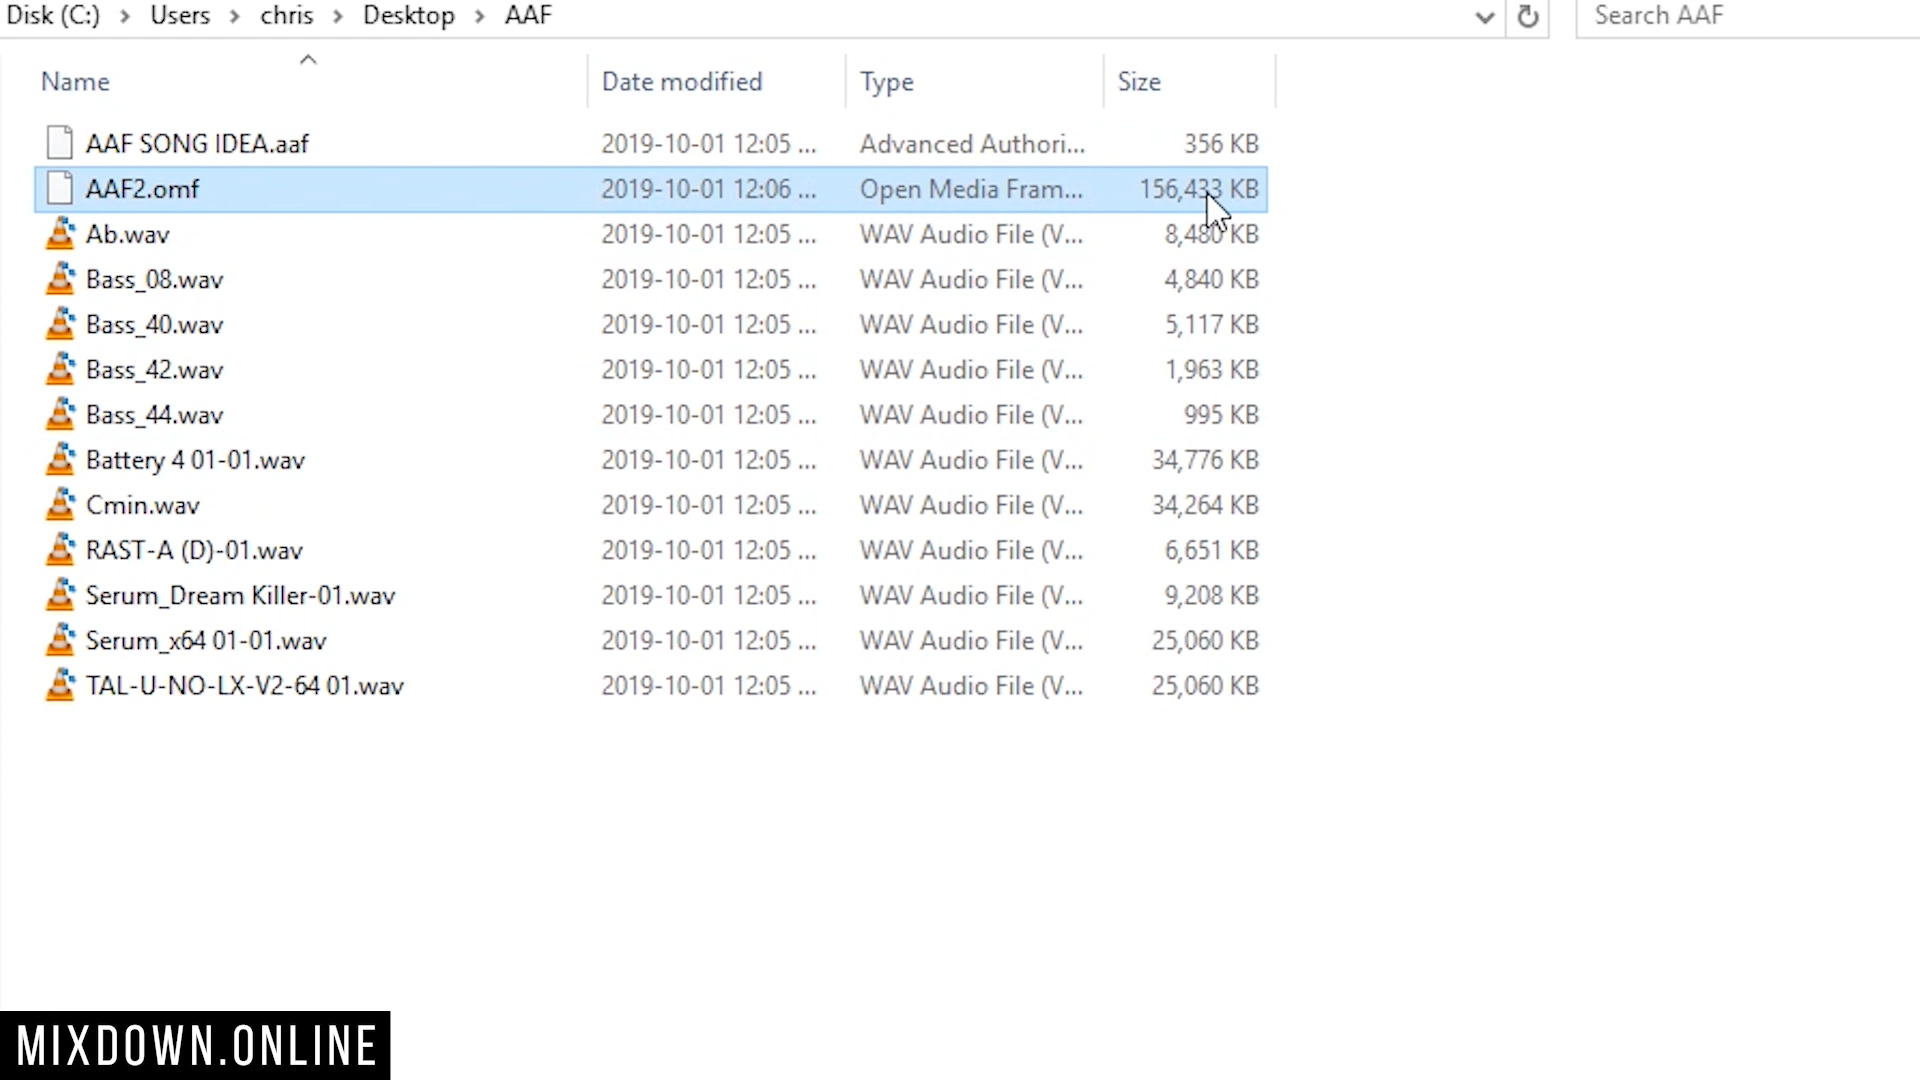 Disk (C:) > Users > chris > Desktop > AAF
Search AAF
Name Date modified Type Size
AAF SONG IDEA.aaf 2019-10-01 12:05 ... Advanced Authori... 356 KB
AAF2.omf 2019-10-01 12:06 ... Open Media Fram... 156,433 KB
Ab.wav 2019-10-01 12:05 ... WAV Audio File (V... 8,480 KB
Bass_08.wav 2019-10-01 12:05 ... WAV Audio File (V... 4,840 KB
Bass_40.wav 2019-10-01 12:05 ... WAV Audio File (V... 5,117 KB
Bass_42.wav 2019-10-01 12:05 ... WAV Audio File (V... 1,963 KB
Bass_44.wav 2019-10-01 12:05 ... WAV Audio File (V... 995 KB
Battery 4 01-01.wav 2019-10-01 12:05 ... WAV Audio File (V... 34,776 KB
Cmin.wav 2019-10-01 12:05 ... WAV Audio File (V... 34,264 KB
RAST-A (D)-01.wav 2019-10-01 12:05 ... WAV Audio File (V... 6,651 KB
Serum_Dream Killer-01.wav 2019-10-01 12:05 ... WAV Audio File (V... 9,208 KB
Serum_x64 01-01.wav 2019-10-01 12:05 ... WAV Audio File (V... 25,060 KB
TAL-U-NO-LX-V2-64 01.wav 2019-10-01 12:05 ... WAV Audio File (V... 25,060 KB
MIXDOWN.ONLINE